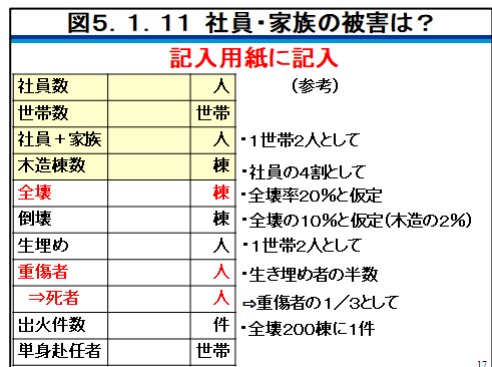 図5．1．11 社員・家族の被害は？
記入用紙に記入
社員数 人 (参考)
世帯数 世帯
社員＋家族 人 ・1世帯2人として
木造棟数 棟 ・社員の4割として
全壊 棟 ・全壊率20％と仮定
倒壊 棟 ・全壊の10％と仮定(木造の2％)
生埋め 人 ・1世帯2人として
重傷者 人 ・生き埋め者の半数
⇒死者 人 ⇨重傷者の1／3として
出火件数 件 ・全壊200棟に1件
単身赴任者 世帯
17